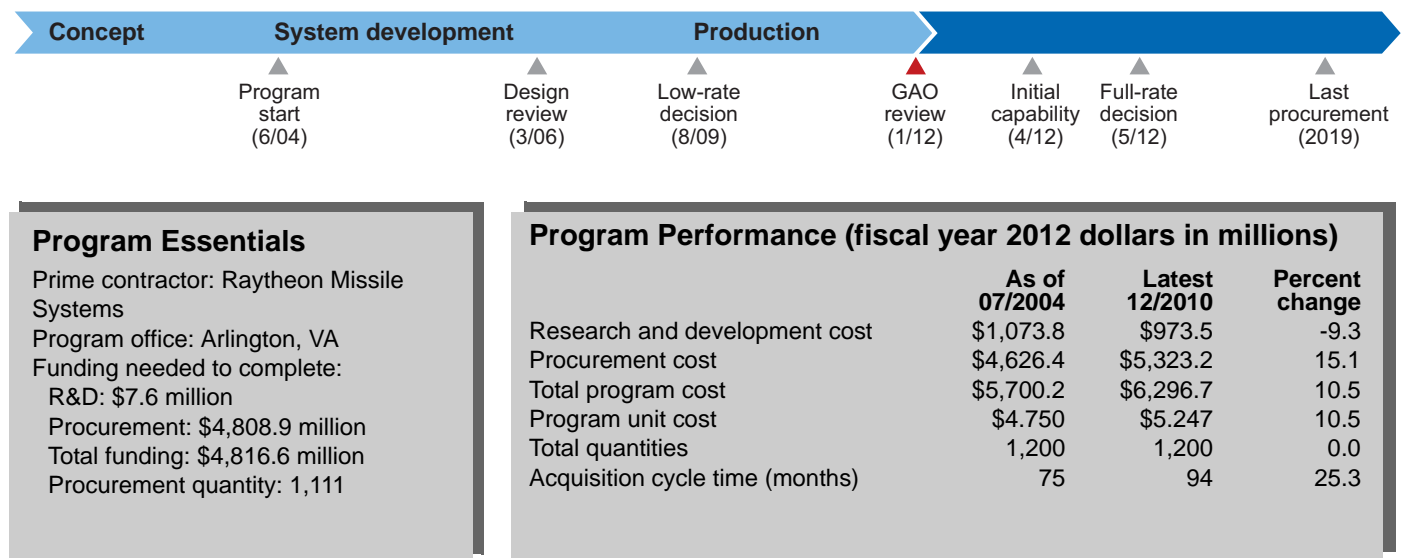 Concept System development Production
Program start (6/04)
Design review (3/06)
Low-rate decision (8/09)
GAO review (1/12)
Initial capability (4/12)
Full-rate decision (5/12)
Last procurement (2019)
Program Essentials
Prime contractor: Raytheon Missile
Systems
Program office: Arlington, VA
Funding needed to complete:
R&D: $7.6 million
Procurement: $4,808.9 million
Total funding: $4,816.6 million
Procurement quantity: 1,111
Program Performance (fiscal year 2012 dollars in millions)
As of 07/2004 Latest 12/2010 Percent change
Research and development cost $1,073.8 $973.5 -9.3
Procurement cost $4,626.4 $5,323.2 15.1
Total program cost $5,700.2 $6,296.7 10.5
Program unit cost $4.750 $5.247 10.5
Total quantities 1,200 1,200 0.0
Acquisition cycle time (months) 75 94 25.3